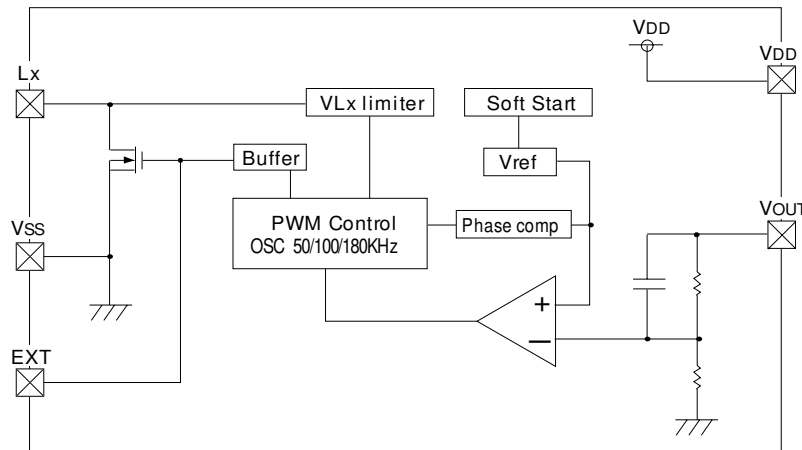 VDD
VDD
Lx
VLx limiter
Soft Start
Buffer
Vref
VSS
PWM Control
OSC 50/100/180KHz
Phase comp
VOUT
+
−
EXT